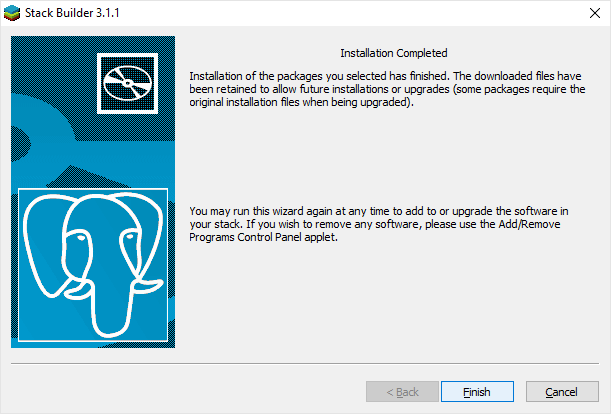 Stack Builder 3.1.1
Installation Completed
Installation of the packages you selected has finished. The downloaded files have
been retained to allow future installations or upgrades (some packages require the
original installation files when being upgraded).
You may run this wizard again at any time to add to or upgrade the software in
your stack. If you wish to remove any software, please use the Add/Remove
Programs Control Panel applet.
< Back
Finish
Cancel